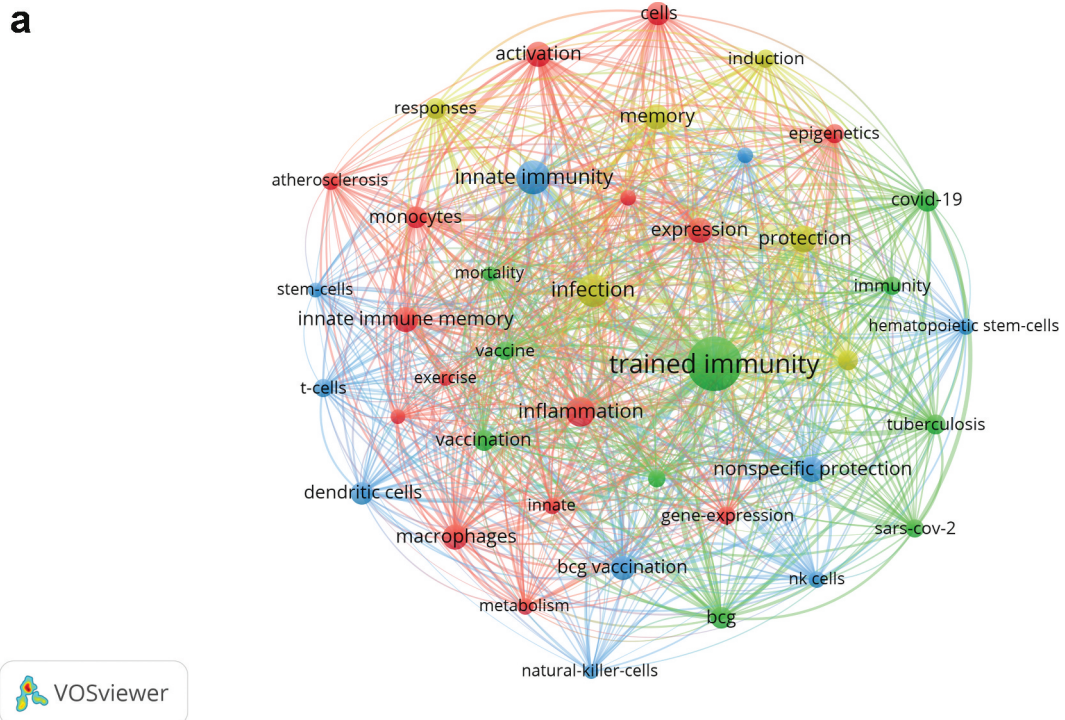 a
cells
activation
induction
responses
memory
epigenetics
innate immunity
atherosclerosis
covid-19
monocytes
expression
protection
mortality
immunity
stem-cells
infection
innate immune memory
hematopoietic stem-cells
vaccine
trained immunity
exercise
t-cells
inflammation
tuberculosis
vaccination
nonspecific protection
dendritic cells
innate
gene-expression
sars-cov-2
macrophages
bcg vaccination
nk cells
metabolism
bcg
natural-killer-cells
VOSviewer